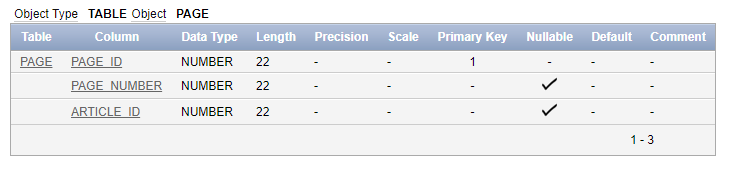 Object Type TABLE Object PAGE
Table Column Data Type Length Precision Scale Primary Key Nullable Default Comment
PAGE PAGE_ID NUMBER 22 - - 1 - - -
PAGE_NUMBER NUMBER 22 - - - ✓ - -
ARTICLE_ID NUMBER 22 - - - ✓ - -
1 - 3